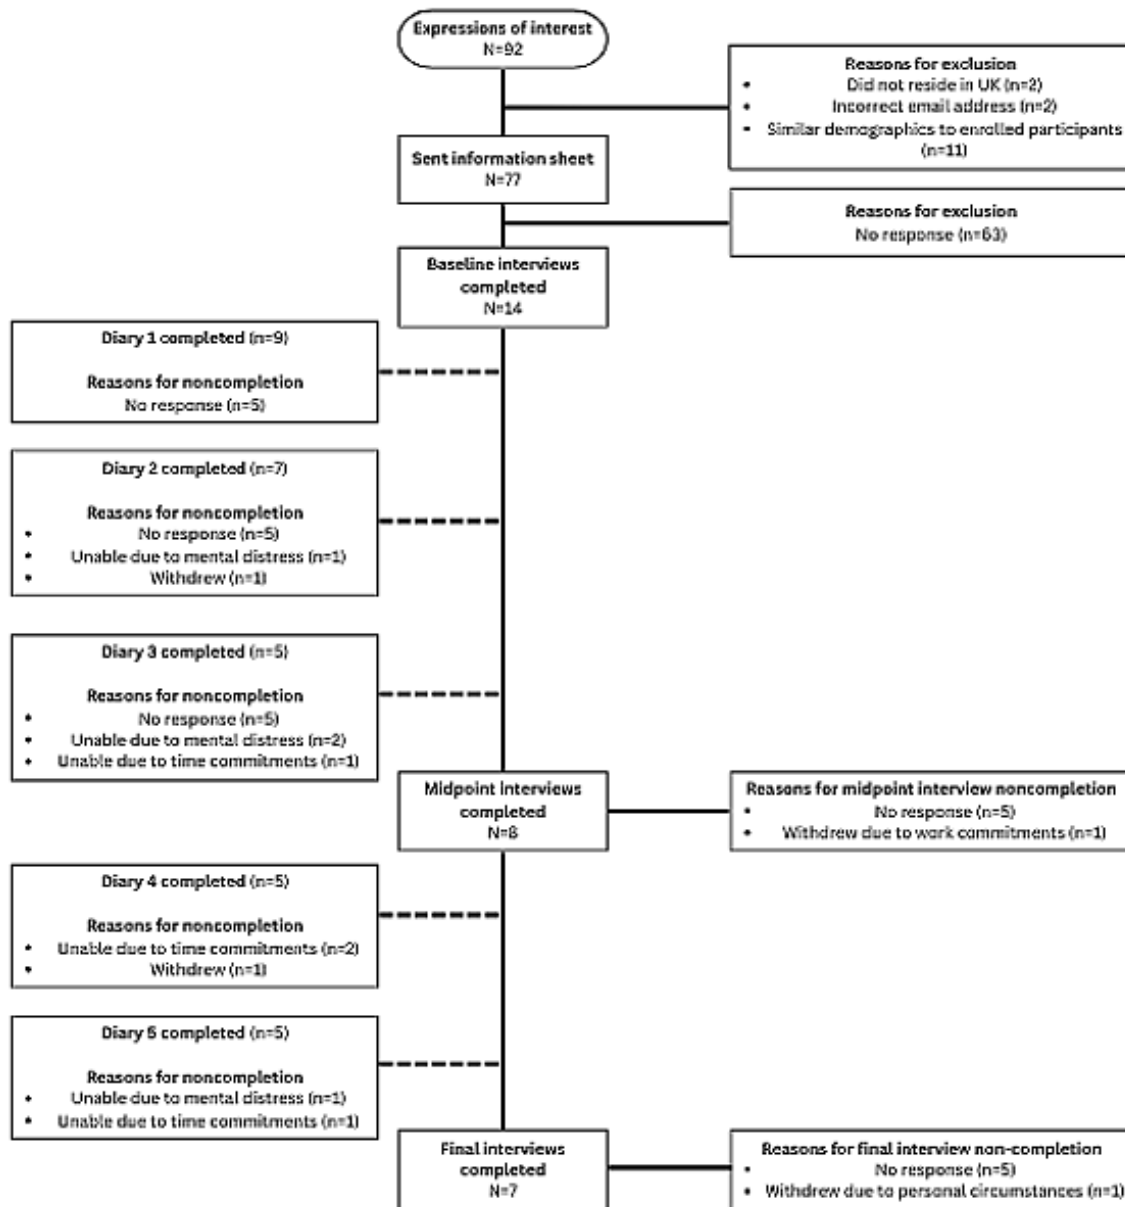 Expressions of interest
N=92
Reasons for exclusion
• Did not reside in UK (n=2)
• Incorrect email address (n=2)
• Similar demographics to enrolled participants
(n=11)
Sent information sheet
N=77
Reasons for exclusion
No response (n=63)
Baseline interviews
completed
N=14
Diary 1 completed (n=9)
Reasons for noncompletion
No response (n=5)
Diary 2 completed (n=7)
Reasons for noncompletion
• No response (n=5)
• Unable due to mental distress (n=1)
• Withdrew (n=1)
Diary 3 completed (n=5)
Reasons for noncompletion
• No response (n=5)
• Unable due to mental distress (n=2)
• Unable due to time commitments (n=1)
Midpoint interviews
completed
N=8
Reasons for midpoint interview noncompletion
• No response (n=5)
• Withdrew due to work commitments (n=1)
Diary 4 completed (n=5)
Reasons for noncompletion
• Unable due to time commitments (n=2)
• Withdrew (n=1)
Diary 5 completed (n=5)
Reasons for noncompletion
• Unable due to mental distress (n=1)
• Unable due to time commitments (n=1)
Final interviews
completed
N=7
Reasons for final interview non-completion
• No response (n=5)
• Withdrew due to personal circumstances (n=1)